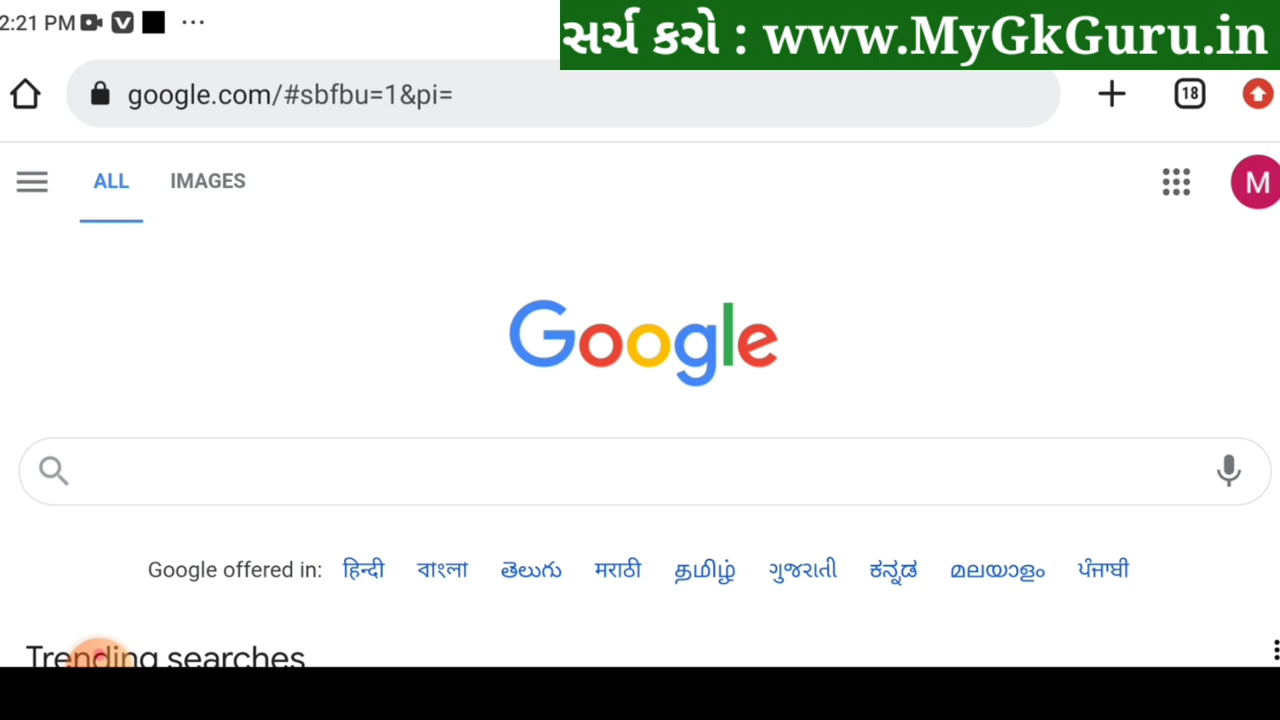 2:21 PM
સર્ચ કરો : www.MyGkGuru.in
google.com/#sbfbu=1&pi=
18
ALL IMAGES
M
Google
Google offered in: हिन्दी বাংলা తెలుగు मराठी தமிழ் ગુજરાતી ಕನ್ನಡ മലയാളം ਪੰਜਾਬੀ
Trending searches